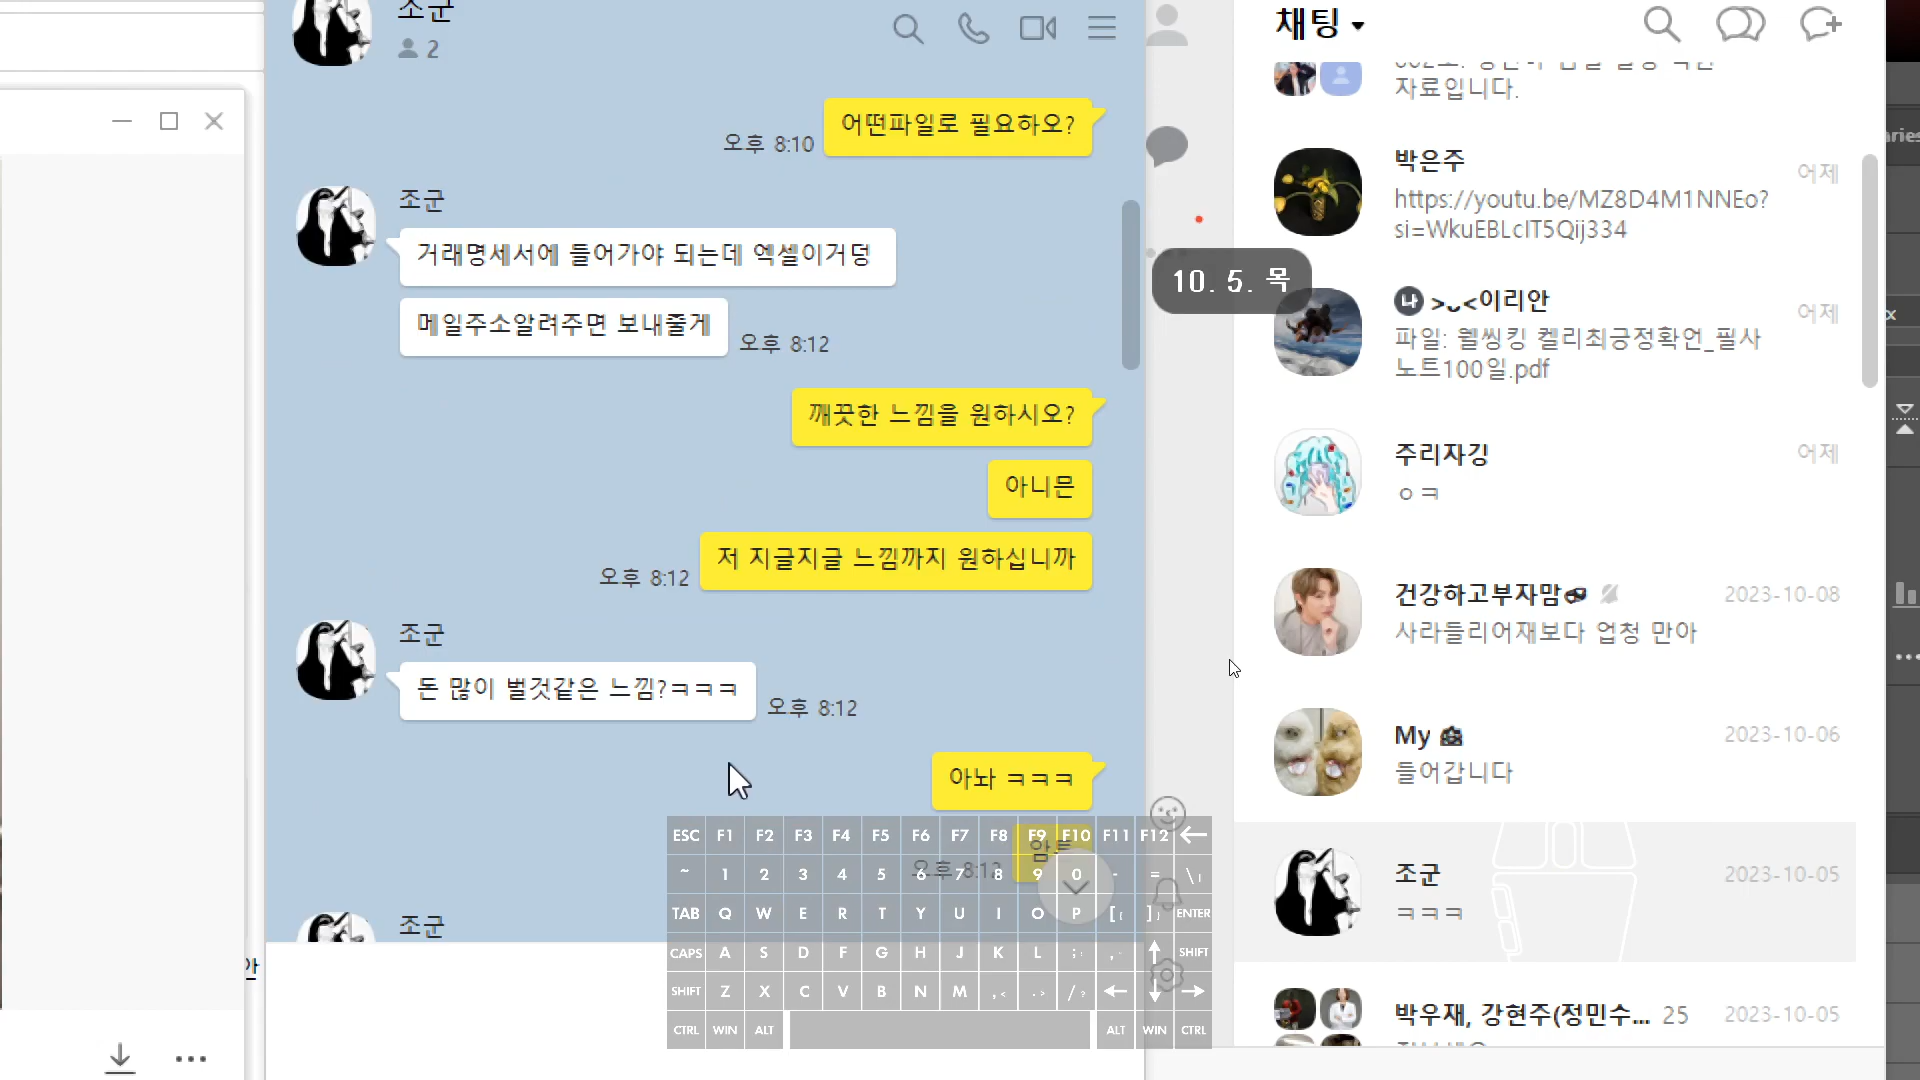 조군
2
어떤파일로 필요하오?
오후 8:10
조군
거래명세서에 들어가야 되는데 엑셀이거덩
메일주소알려주면 보내줄게
오후 8:12
깨끗한 느낌을 원하시오?
아니믄
저 지글지글 느낌까지 원하십니까
오후 8:12
조군
돈 많이 벌것같은 느낌?ㅋㅋㅋ
오후 8:12
아놔 ㅋㅋㅋ
오후 8:12
조군
10. 5. 목
채팅
자료입니다.
박은주
어제
https://youtu.be/MZ8D4M1NNEo?
si=WkuEBLcIT5Qij334
나 >ᴗ<이리안
어제
파일: 웰씽킹 켈리최긍정확언_필사
노트100일.pdf
주리자깅
어제
ㅇㅋ
건강하고부자맘
2023-10-08
사라들리어재보다 업청 만아
My
2023-10-06
들어갑니다
조군
2023-10-05
ㅋㅋㅋ
박우재, 강현주(정민수... 25
2023-10-05
ESC F1 F2 F3 F4 F5 F6 F7 F8 F9 F10 F11 F12
~ 1 2 3 4 5 6 7 8 9 0 - = \|
TAB Q W E R T Y U I O P [{ ]} ENTER
CAPS A S D F G H J K L ;: SHIFT
SHIFT Z X C V B N M ,< .> /?
CTRL WIN ALT ALT WIN CTRL